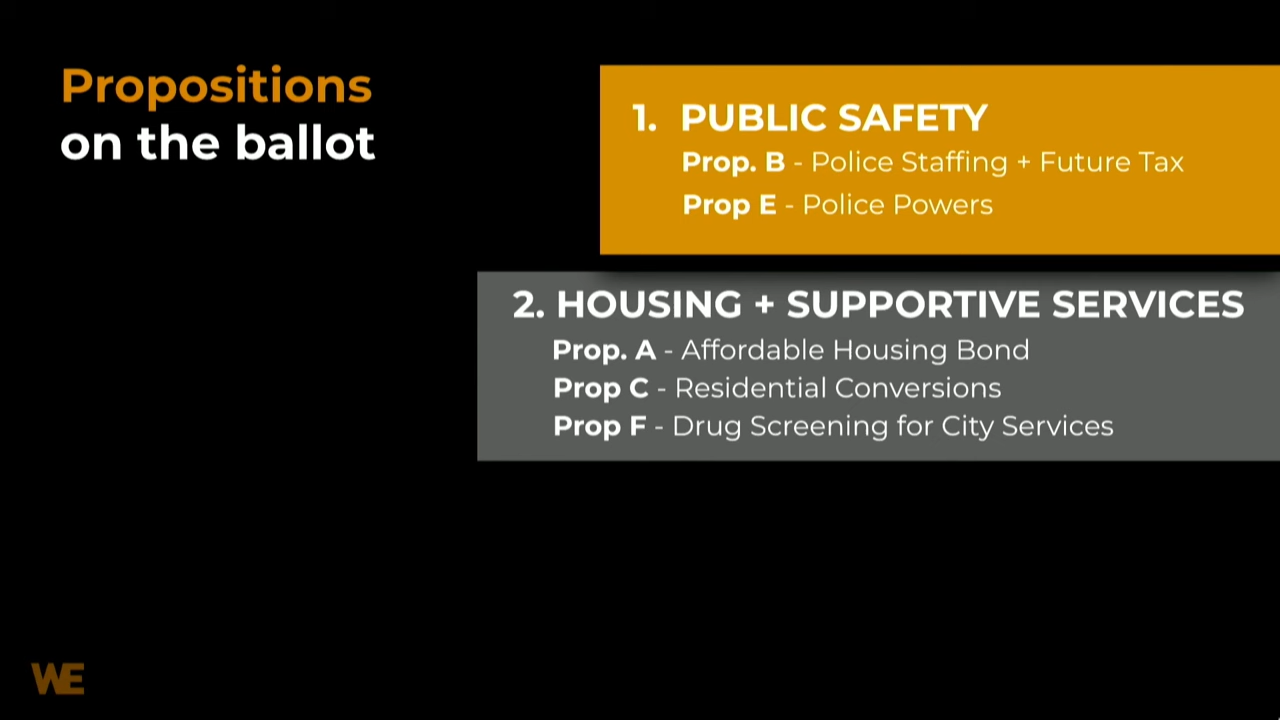 Propositions
on the ballot
1. PUBLIC SAFETY
Prop. B - Police Staffing + Future Tax
Prop E - Police Powers
2. HOUSING + SUPPORTIVE SERVICES
Prop. A - Affordable Housing Bond
Prop C - Residential Conversions
Prop F - Drug Screening for City Services
WE